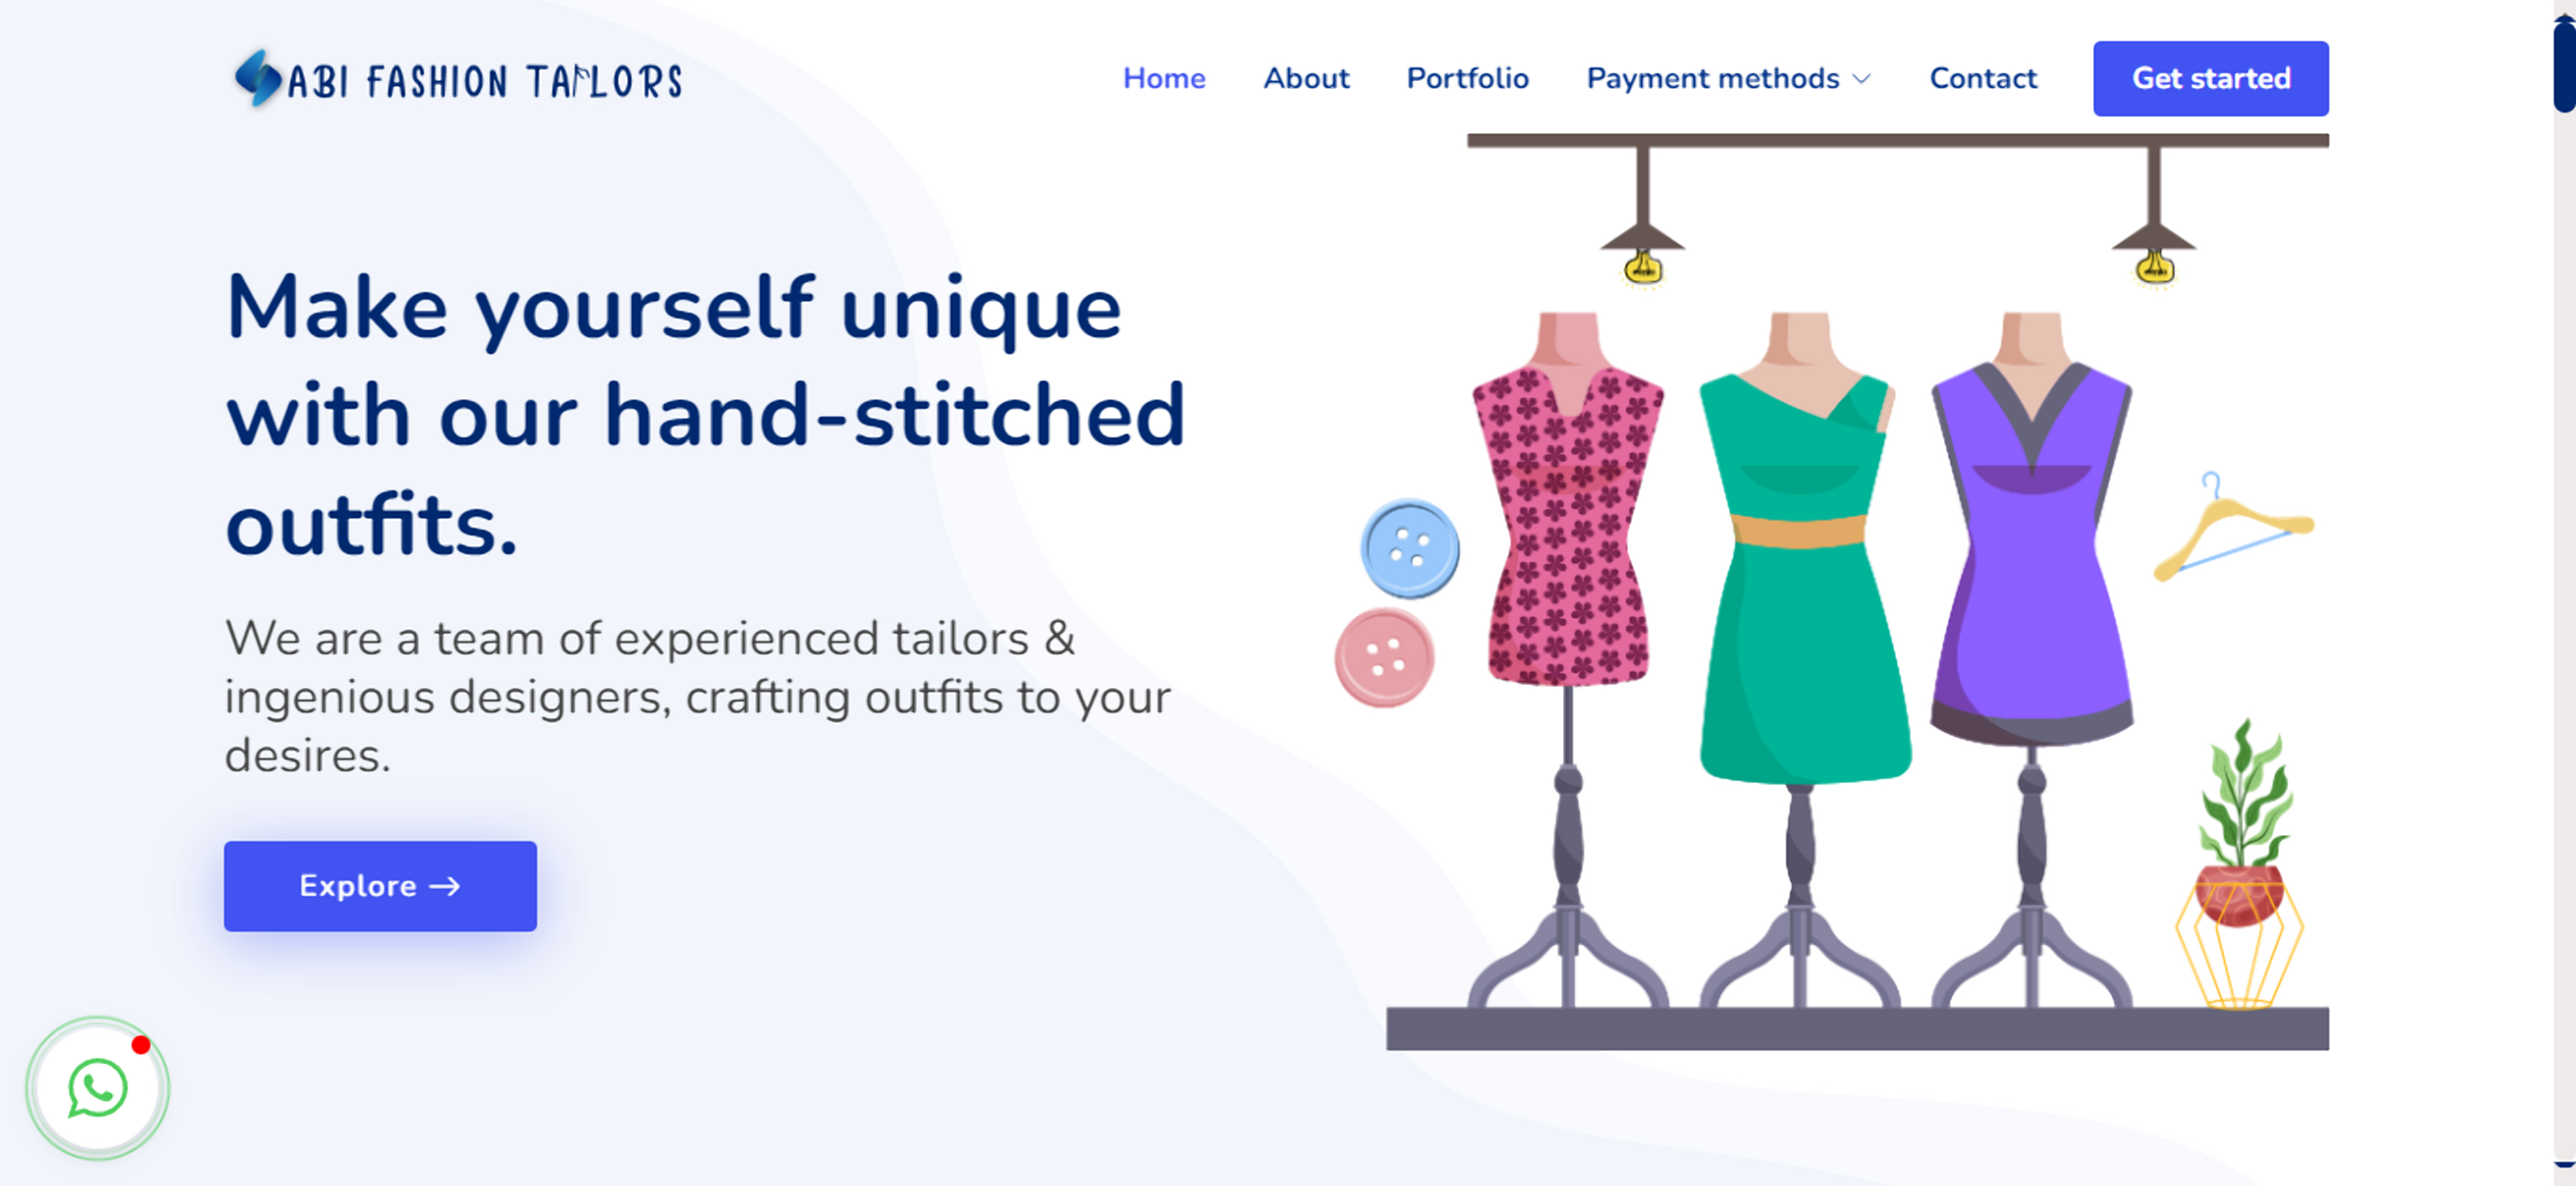 ABI FASHION TAILORS
Home About Portfolio Payment methods Contact Get started
Make yourself unique
with our hand-stitched
outfits.
We are a team of experienced tailors &
ingenious designers, crafting outfits to your
desires.
Explore →